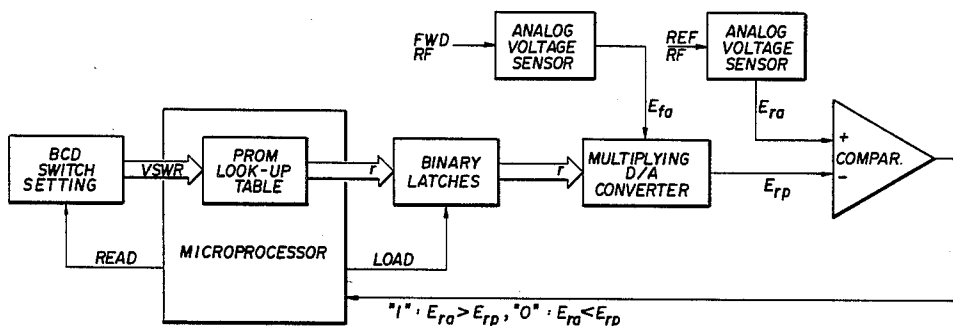 FWD
RF
ANALOG
VOLTAGE
SENSOR
REF
RF
ANALOG
VOLTAGE
SENSOR
Efa
Era
BCD
SWITCH
SETTING
VSWR
PROM
LOOK-UP
TABLE
r
BINARY
LATCHES
r
MULTIPLYING
D/A
CONVERTER
Erp
+
COMPAR.
-
READ
MICROPROCESSOR
LOAD
"1" : Era > Erp, "0" : Era < Erp